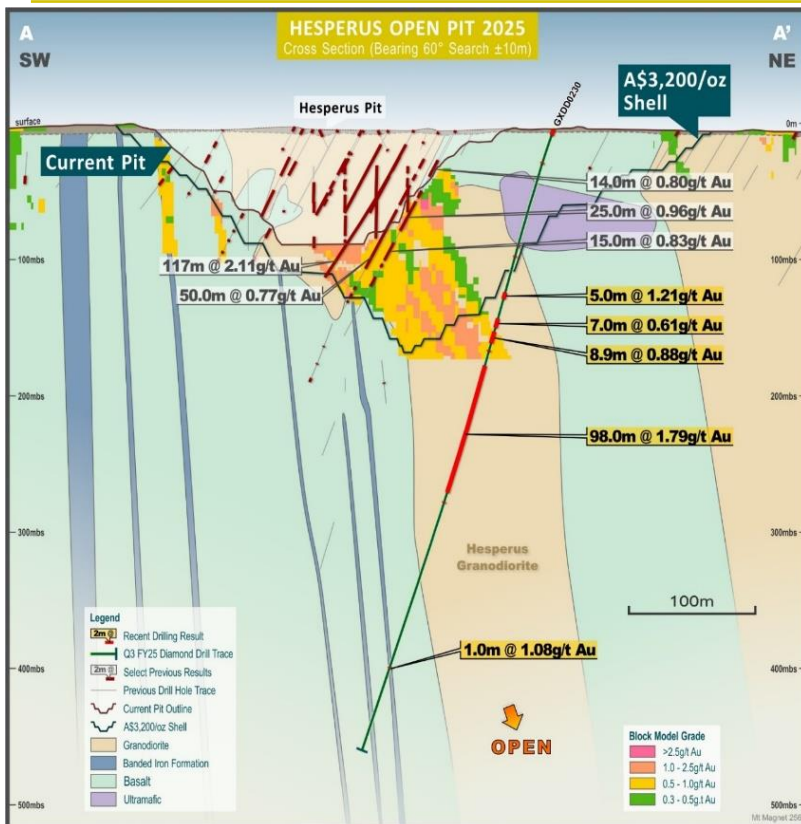 HESPERUS OPEN PIT 2025
Cross Section (Bearing 60° Search ±10m)
A
SW
A'
NE
A$3,200/oz
Shell
GXDD0230
Hesperus Pit
surface
0m
Current Pit
14.0m @ 0.80g/t Au
25.0m @ 0.96g/t Au
15.0m @ 0.83g/t Au
117m @ 2.11g/t Au
50.0m @ 0.77g/t Au
100mbs
100mbs
5.0m @ 1.21g/t Au
7.0m @ 0.61g/t Au
8.9m @ 0.88g/t Au
200mbs
200mbs
98.0m @ 1.79g/t Au
300mbs
300mbs
Hesperus
Granodiorite
100m
400mbs
400mbs
1.0m @ 1.08g/t Au
OPEN
500mbs
500mbs
Legend
2m @
Recent Drilling Result
Q3 FY25 Diamond Drill Trace
2m @
Select Previous Results
Previous Drill Hole Trace
Current Pit Outline
A$3,200/oz Shell
Granodiorite
Banded Iron Formation
Basalt
Ultramafic
Block Model Grade
>2.5g/t Au
1.0 - 2.5g/t Au
0.5 - 1.0g/t Au
0.3 - 0.5g.t Au